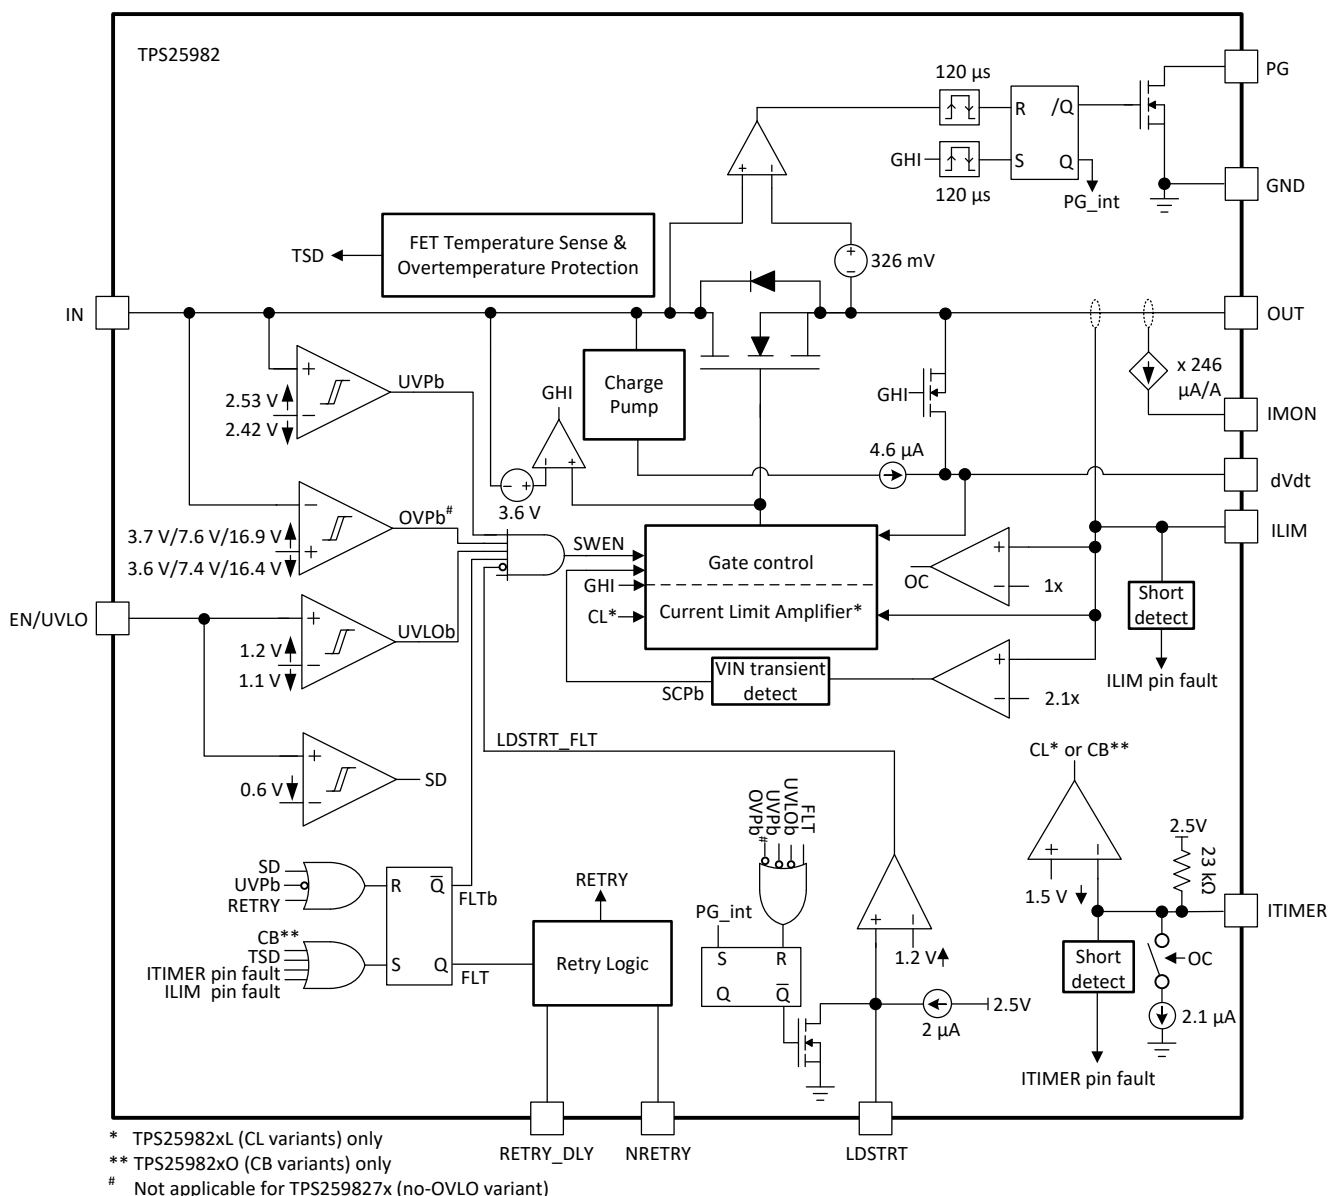 TPS25982
120 µs
PG
R
/Q
GHI
S
Q
120 µs
PG_int
GND
TSD
FET Temperature Sense &
Overtemperature Protection
+
−
+
−
326 mV
IN
OUT
+
−
2.53 V
2.42 V
UVPb
GHI
Charge
Pump
GHI
x 246
µA/A
IMON
4.6 µA
dVdt
−
+
−
+
3.6 V
−
+
3.7 V/7.6 V/16.9 V
3.6 V/7.4 V/16.4 V
OVPb#
SWEN
Gate control
GHI
CL*
Current Limit Amplifier*
OC
+
−
1x
ILIM
Short
detect
ILIM pin fault
EN/UVLO
+
−
1.2 V
1.1 V
UVLOb
SCPb
VIN transient
detect
+
−
2.1x
LDSTRT_FLT
+
−
0.6 V
SD
OVPb#
UVPb
UVLOb
FLT
CL* or CB**
+
−
1.5 V
2.5V
23 kΩ
ITIMER
SD
UVPb
RETRY
R
Q
FLTb
CB**
TSD
ITIMER pin fault
ILIM pin fault
S
Q
FLT
RETRY
Retry Logic
PG_int
S
R
Q
Q
+
−
1.2 V
2.5V
2 µA
Short
detect
OC
2.1 µA
ITIMER pin fault
RETRY_DLY
NRETRY
LDSTRT
* TPS25982xL (CL variants) only
** TPS25982xO (CB variants) only
# Not applicable for TPS259827x (no-OVLO variant)